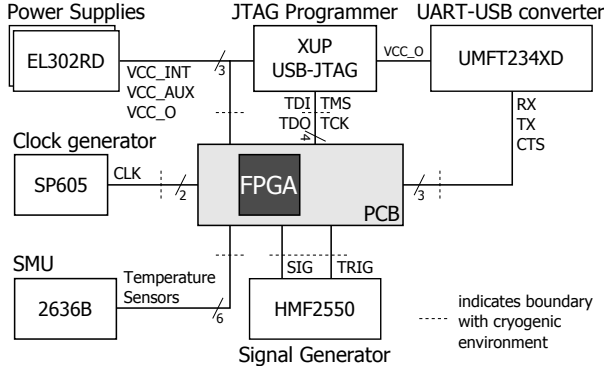 Power Supplies
EL302RD
VCC_INT
VCC_AUX
VCC_O
3
JTAG Programmer
XUP
USB-JTAG
VCC_O
UART-USB converter
UMFT234XD
TDI TMS
TDO TCK
4
RX
TX
CTS
Clock generator
SP605
CLK
2
FPGA
PCB
3
SMU
2636B
Temperature
Sensors
6
SIG TRIG
HMF2550
Signal Generator
indicates boundary
with cryogenic
environment